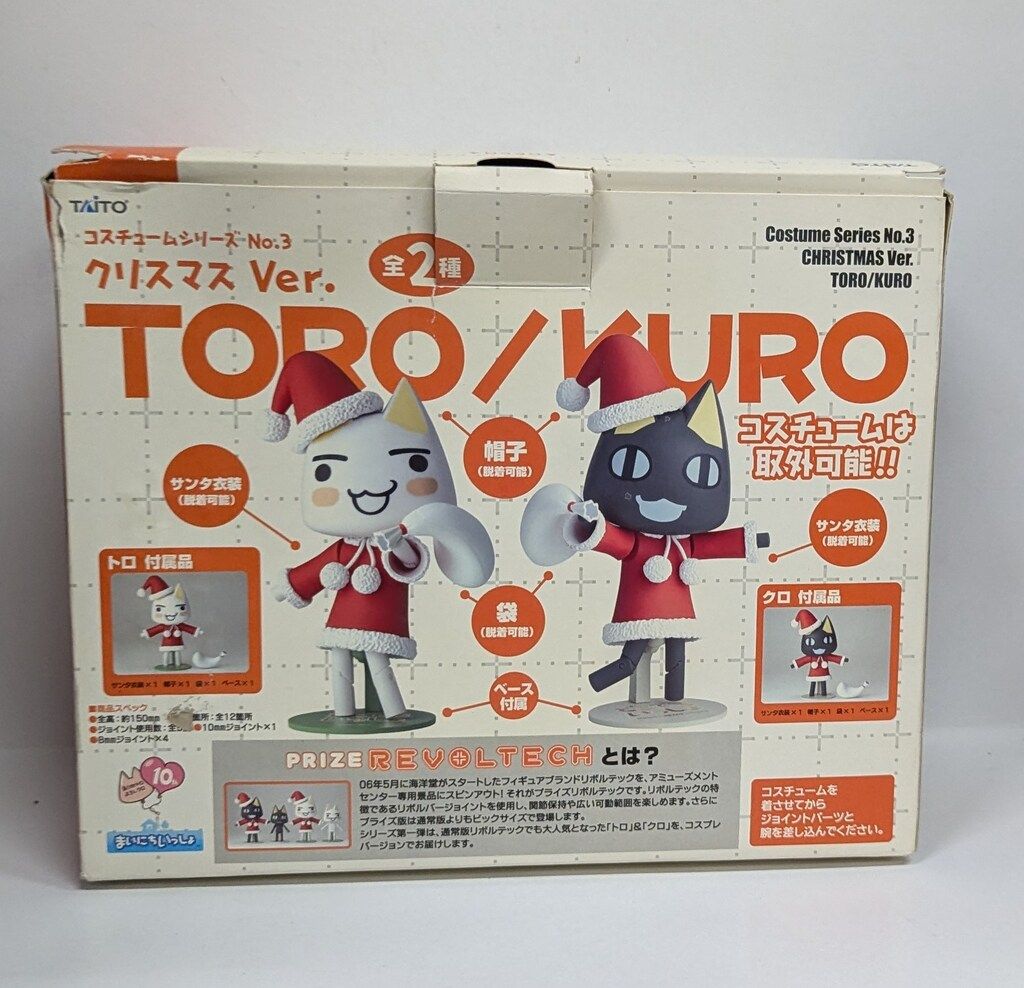 TAITO
コスチュームシリーズ No.3
クリスマス Ver.
全2種
Costume Series No.3
CHRISTMAS Ver.
TORO/KURO
TORO/KURO
コスチュームは
取外可能!!
帽子
(脱着可能)
サンタ衣装
(脱着可能)
サンタ衣装
(脱着可能)
袋
(脱着可能)
ベース
付属
トロ 付属品
サンタ衣装×1 帽子×1 袋×1 ベース×1
クロ 付属品
サンタ衣装×1 帽子×1 袋×1 ベース×1
■商品スペック
●全高:約150mm 箇所:全12箇所
●ジョイント使用数:全 ●10mmジョイント×1
●8mmジョイント×4
10th
まいにちいっしょ
PRIZE REVOLTECH とは?
06年5月に海洋堂がスタートしたフィギュアブランドリボルテックを、アミューズメント
センター専用景品にスピンアウト! それがプライズリボルテックです。リボルテックの特
徴であるリボルバージョイントを使用し、関節保持や広い可動範囲を楽しめます。さらに
プライズ版は通常版よりもビックサイズで登場します。
シリーズ第一弾は、通常版リボルテックでも大人気となった「トロ」&「クロ」を、コスプレ
バージョンでお届けします。
コスチュームを
着させてから
ジョイントパーツと
腕を差し込んでください。